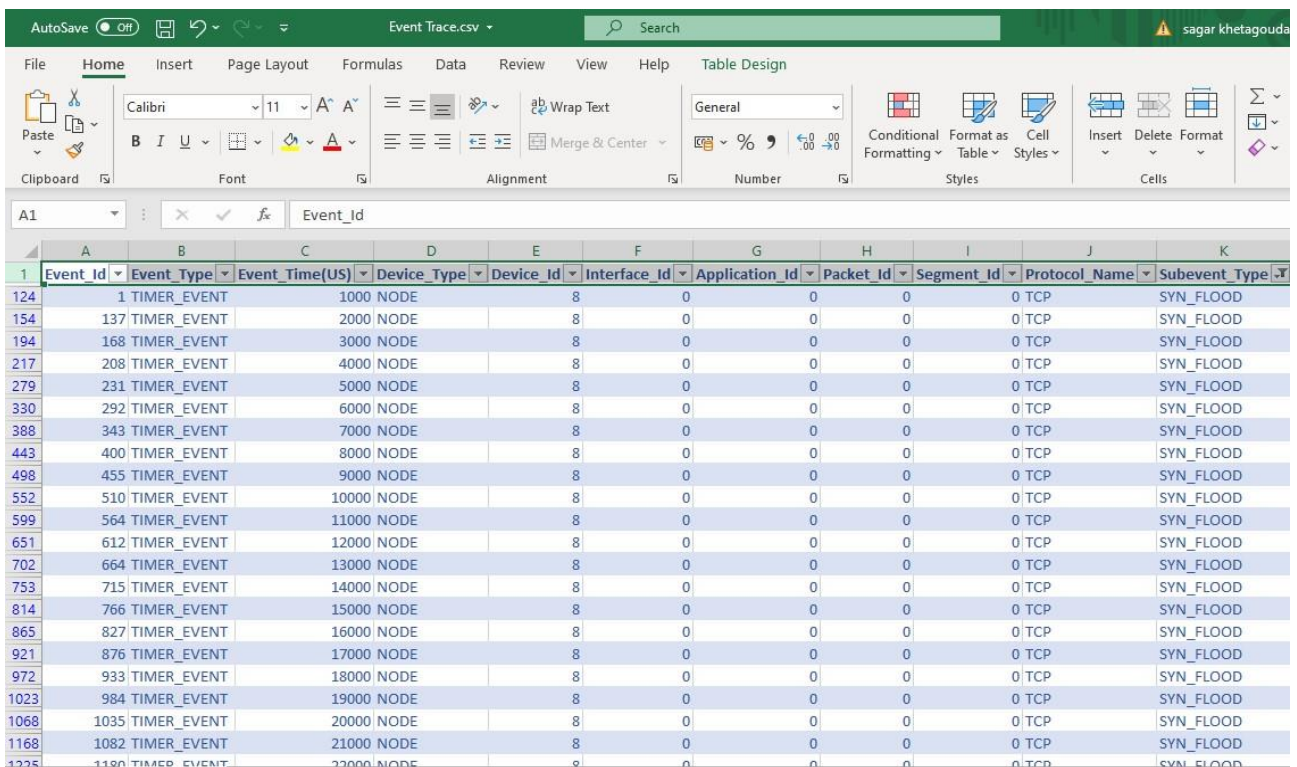 AutoSave Off Event Trace.csv Search sagar khetagouda
File Home Insert Page Layout Formulas Data Review View Help Table Design
Calibri 11 A A Wrap Text General
Paste B I U A Merge & Center % Conditional Formatting Format as Table Cell Styles Insert Delete Format
Clipboard Font Alignment Number Styles Cells
A1 fx Event_Id
A B C D E F G H I J K
1 Event_Id Event_Type Event_Time(US) Device_Type Device_Id Interface_Id Application_Id Packet_Id Segment_Id Protocol_Name Subevent_Type
124 1 TIMER_EVENT 1000 NODE 8 0 0 0 0 TCP SYN_FLOOD
154 137 TIMER_EVENT 2000 NODE 8 0 0 0 0 TCP SYN_FLOOD
194 168 TIMER_EVENT 3000 NODE 8 0 0 0 0 TCP SYN_FLOOD
217 208 TIMER_EVENT 4000 NODE 8 0 0 0 0 TCP SYN_FLOOD
279 231 TIMER_EVENT 5000 NODE 8 0 0 0 0 TCP SYN_FLOOD
330 292 TIMER_EVENT 6000 NODE 8 0 0 0 0 TCP SYN_FLOOD
388 343 TIMER_EVENT 7000 NODE 8 0 0 0 0 TCP SYN_FLOOD
443 400 TIMER_EVENT 8000 NODE 8 0 0 0 0 TCP SYN_FLOOD
498 455 TIMER_EVENT 9000 NODE 8 0 0 0 0 TCP SYN_FLOOD
552 510 TIMER_EVENT 10000 NODE 8 0 0 0 0 TCP SYN_FLOOD
599 564 TIMER_EVENT 11000 NODE 8 0 0 0 0 TCP SYN_FLOOD
651 612 TIMER_EVENT 12000 NODE 8 0 0 0 0 TCP SYN_FLOOD
702 664 TIMER_EVENT 13000 NODE 8 0 0 0 0 TCP SYN_FLOOD
753 715 TIMER_EVENT 14000 NODE 8 0 0 0 0 TCP SYN_FLOOD
814 766 TIMER_EVENT 15000 NODE 8 0 0 0 0 TCP SYN_FLOOD
865 827 TIMER_EVENT 16000 NODE 8 0 0 0 0 TCP SYN_FLOOD
921 876 TIMER_EVENT 17000 NODE 8 0 0 0 0 TCP SYN_FLOOD
972 933 TIMER_EVENT 18000 NODE 8 0 0 0 0 TCP SYN_FLOOD
1023 984 TIMER_EVENT 19000 NODE 8 0 0 0 0 TCP SYN_FLOOD
1068 1035 TIMER_EVENT 20000 NODE 8 0 0 0 0 TCP SYN_FLOOD
1168 1082 TIMER_EVENT 21000 NODE 8 0 0 0 0 TCP SYN_FLOOD
1225 1180 TIMER_EVENT 22000 NODE 8 0 0 0 0 TCP SYN_FLOOD